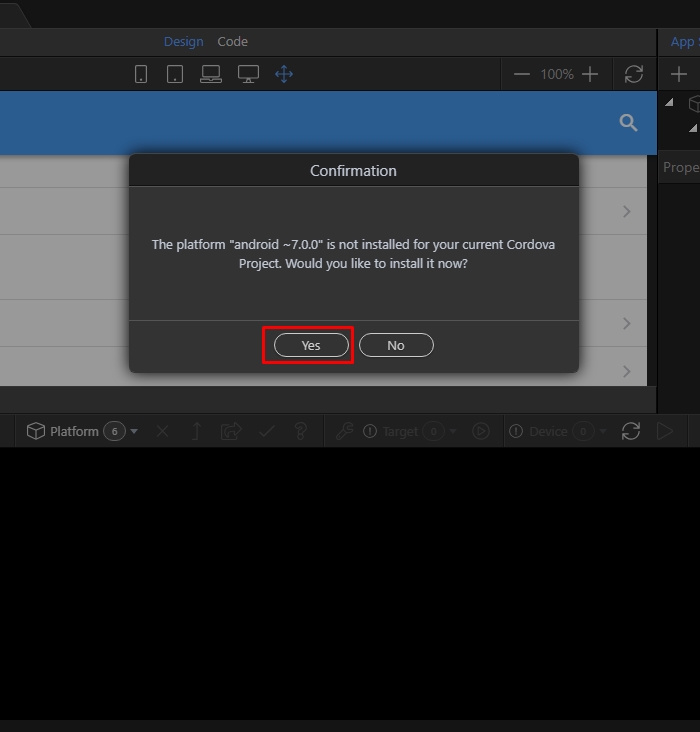 Design Code
App S
100%
Prope
Confirmation
The platform "android ~7.0.0" is not installed for your current Cordova
Project. Would you like to install it now?
Yes No
Platform 6 Target 0 Device 0